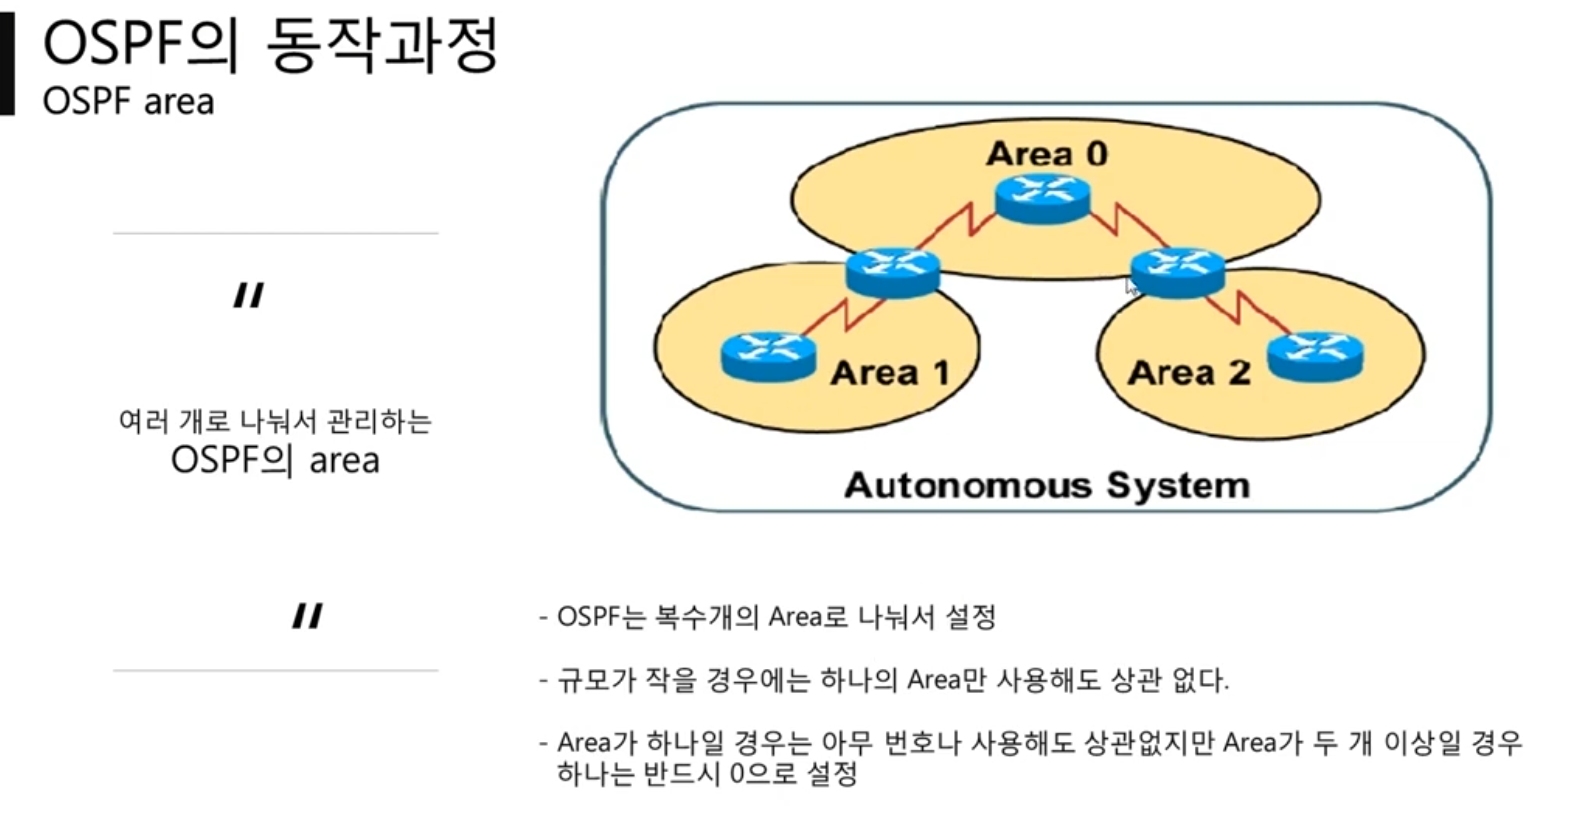 OSPF의 동작과정
OSPF area
"
여러 개로 나눠서 관리하는
OSPF의 area
"
Area 0
Area 1
Area 2
Autonomous System
- OSPF는 복수개의 Area로 나눠서 설정
- 규모가 작을 경우에는 하나의 Area만 사용해도 상관 없다.
- Area가 하나일 경우는 아무 번호나 사용해도 상관없지만 Area가 두 개 이상일 경우
하나는 반드시 0으로 설정